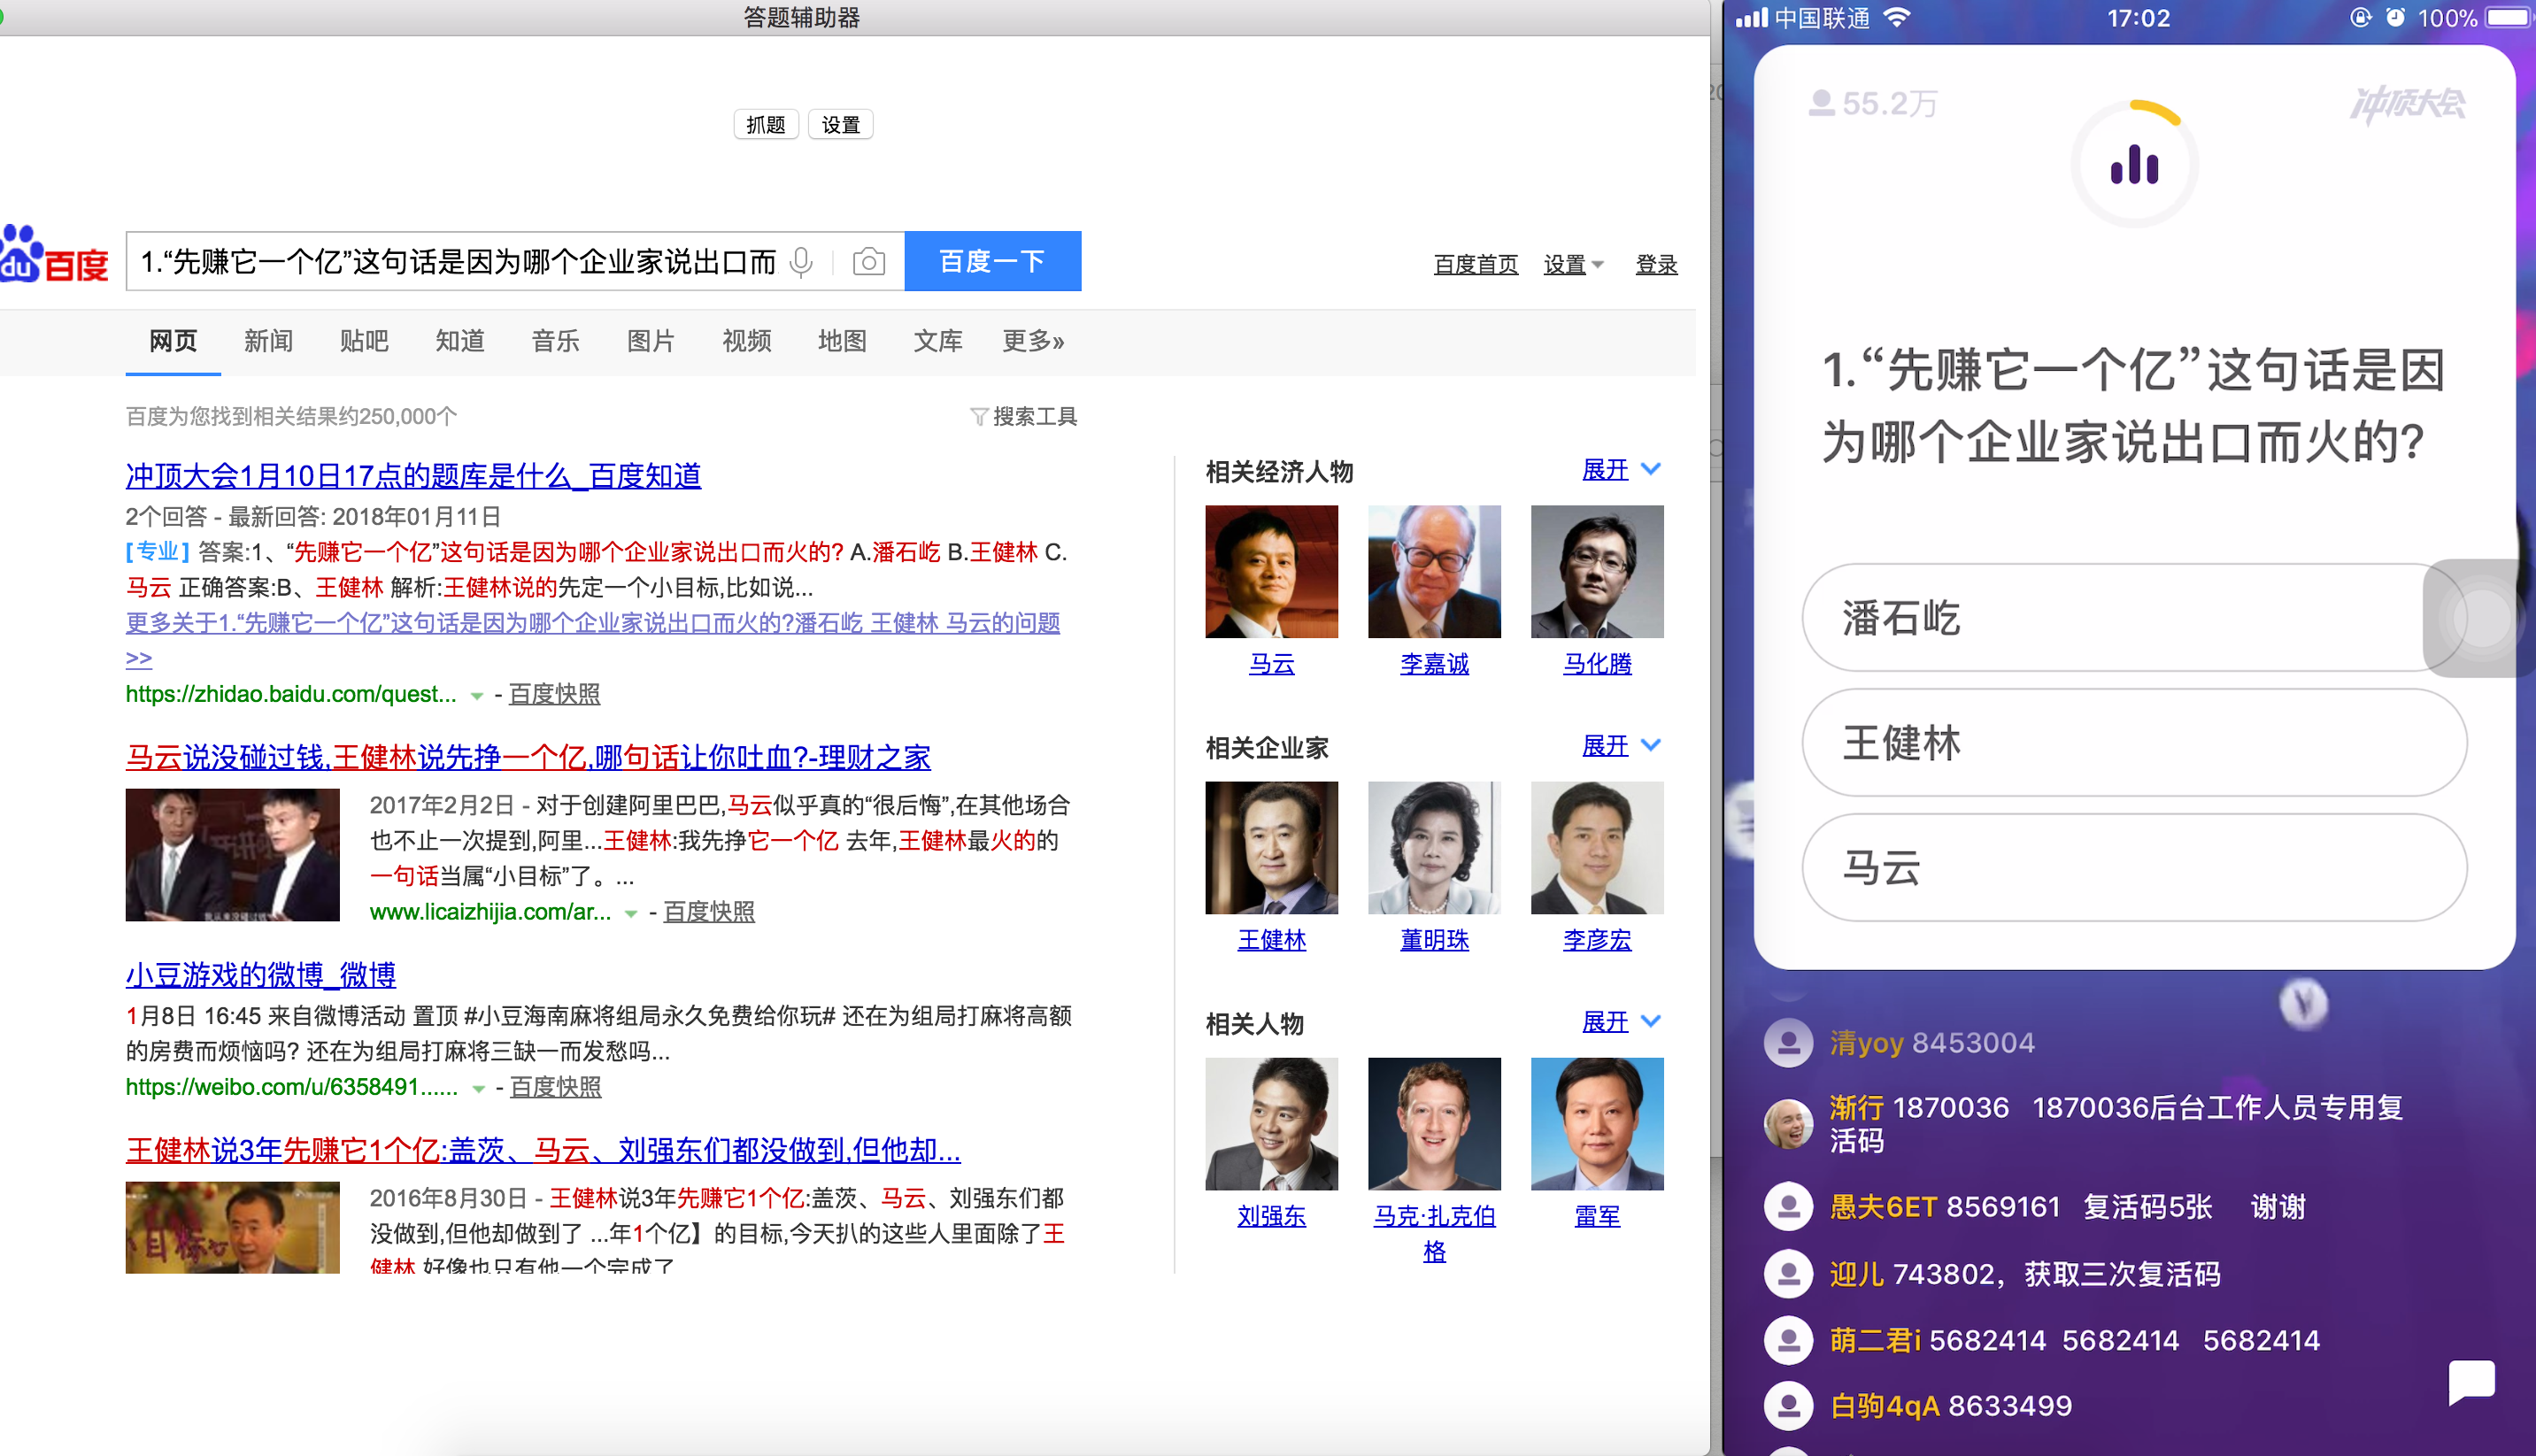 答题辅助器
抓题 设置
du 百度
1.“先赚它一个亿”这句话是因为哪个企业家说出口而
百度一下
百度首页 设置 登录
网页 新闻 贴吧 知道 音乐 图片 视频 地图 文库 更多»
百度为您找到相关结果约250,000个
搜索工具
冲顶大会1月10日17点的题库是什么_百度知道
2个回答 - 最新回答: 2018年01月11日
[专业] 答案:1、“先赚它一个亿”这句话是因为哪个企业家说出口而火的? A.潘石屹 B.王健林 C.
马云 正确答案:B、王健林 解析:王健林说的先定一个小目标,比如说...
更多关于1.“先赚它一个亿”这句话是因为哪个企业家说出口而火的?潘石屹 王健林 马云的问题
>>
https://zhidao.baidu.com/quest... - 百度快照
马云说没碰过钱,王健林说先挣一个亿,哪句话让你吐血?-理财之家
2017年2月2日 - 对于创建阿里巴巴,马云似乎真的“很后悔”,在其他场合
也不止一次提到,阿里...王健林:我先挣它一个亿 去年,王健林最火的的
一句话当属“小目标”了。...
www.licaizhijia.com/ar... - 百度快照
小豆游戏的微博_微博
1月8日 16:45 来自微博活动 置顶 #小豆海南麻将组局永久免费给你玩# 还在为组局打麻将高额
的房费而烦恼吗? 还在为组局打麻将三缺一而发愁吗...
https://weibo.com/u/6358491...... - 百度快照
王健林说3年先赚它1个亿:盖茨、马云、刘强东们都没做到,但他却...
2016年8月30日 - 王健林说3年先赚它1个亿:盖茨、马云、刘强东们都
没做到,但他却做到了 ...年1个亿】的目标,今天扒的这些人里面除了王
健林 好像也只有他一个完成了
相关经济人物 展开
马云 李嘉诚 马化腾
相关企业家 展开
王健林 董明珠 李彦宏
相关人物 展开
刘强东 马克·扎克伯 雷军
格
中国联通 17:02 100%
55.2万
冲顶大会
1.“先赚它一个亿”这句话是因
为哪个企业家说出口而火的?
潘石屹
王健林
马云
清yoy 8453004
渐行 1870036 1870036后台工作人员专用复
活码
愚夫6ET 8569161 复活码5张 谢谢
迎儿 743802，获取三次复活码
萌二君i 5682414 5682414 5682414
白驹4qA 8633499